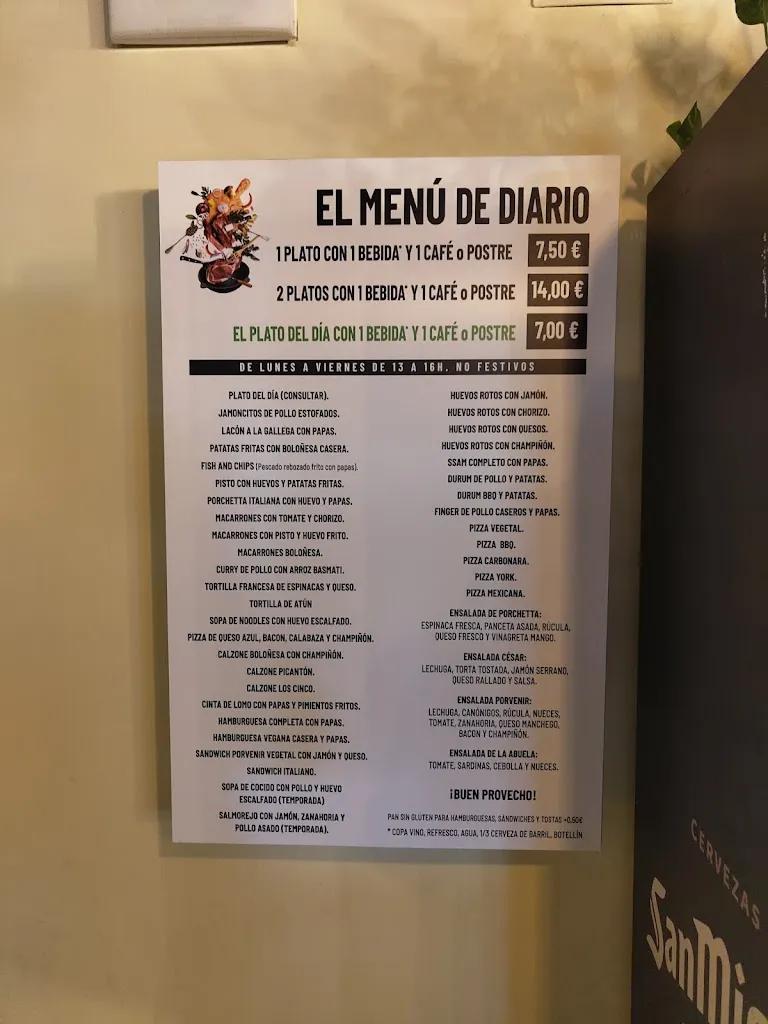 EL MENÚ DE DIARIO
1 PLATO CON 1 BEBIDA* Y 1 CAFÉ o POSTRE 7,50 €
2 PLATOS CON 1 BEBIDA* Y 1 CAFÉ o POSTRE 14,00 €
EL PLATO DEL DÍA CON 1 BEBIDA* Y 1 CAFÉ o POSTRE 7,00 €
DE LUNES A VIERNES DE 13 A 16H. NO FESTIVOS
PLATO DEL DÍA (CONSULTAR).
JAMONCITOS DE POLLO ESTOFADOS.
LACÓN A LA GALLEGA CON PAPAS.
PATATAS FRITAS CON BOLOÑESA CASERA.
FISH AND CHIPS (Pescado rebozado frito con papas).
PISTO CON HUEVOS Y PATATAS FRITAS.
PORCHETTA ITALIANA CON HUEVO Y PAPAS.
MACARRONES CON TOMATE Y CHORIZO.
MACARRONES CON PISTO Y HUEVO FRITO.
MACARRONES BOLOÑESA.
CURRY DE POLLO CON ARROZ BASMATI.
TORTILLA FRANCESA DE ESPINACAS Y QUESO.
TORTILLA DE ATÚN
SOPA DE NOODLES CON HUEVO ESCALFADO.
PIZZA DE QUESO AZUL, BACON, CALABAZA Y CHAMPIÑÓN.
CALZONE BOLOÑESA CON CHAMPIÑÓN.
CALZONE PICANTÓN.
CALZONE LOS CINCO.
CINTA DE LOMO CON PAPAS Y PIMIENTOS FRITOS.
HAMBURGUESA COMPLETA CON PAPAS.
HAMBURGUESA VEGANA CASERA Y PAPAS.
SANDWICH PORVENIR VEGETAL CON JAMÓN Y QUESO.
SANDWICH ITALIANO.
SOPA DE COCIDO CON POLLO Y HUEVO
ESCALFADO (TEMPORADA)
SALMOREJO CON JAMÓN, ZANAHORIA Y
POLLO ASADO (TEMPORADA).
HUEVOS ROTOS CON JAMÓN.
HUEVOS ROTOS CON CHORIZO.
HUEVOS ROTOS CON QUESOS.
HUEVOS ROTOS CON CHAMPIÑÓN.
SSAM COMPLETO CON PAPAS.
DURUM DE POLLO Y PATATAS.
DURUM BBQ Y PATATAS.
FINGER DE POLLO CASEROS Y PAPAS.
PIZZA VEGETAL.
PIZZA BBQ.
PIZZA CARBONARA.
PIZZA YORK.
PIZZA MEXICANA.
ENSALADA DE PORCHETTA:
ESPINACA FRESCA, PANCETA ASADA, RÚCULA,
QUESO FRESCO Y VINAGRETA MANGO.
ENSALADA CÉSAR:
LECHUGA, TORTA TOSTADA, JAMÓN SERRANO,
QUESO RALLADO Y SALSA.
ENSALADA PORVENIR:
LECHUGA, CANÓNIGOS, RÚCULA, NUECES,
TOMATE, ZANAHORIA, QUESO MANCHEGO,
BACON Y CHAMPIÑÓN.
ENSALADA DE LA ABUELA:
TOMATE, SARDINAS, CEBOLLA Y NUECES.
¡BUEN PROVECHO!
PAN SIN GLUTEN PARA HAMBURGUESAS, SÁNDWICHES Y TOSTAS +0,60€
* COPA VINO, REFRESCO, AGUA, 1/3 CERVEZA DE BARRIL, BOTELLÍN
CERVEZAS
SanMi